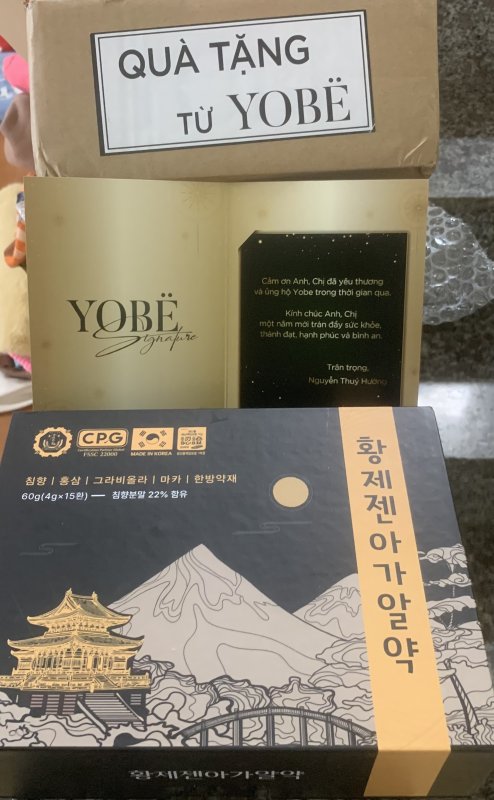 QUÀ TẶNG
TỪ YOBË
YOBË
Signature
Cảm ơn Anh, Chị đã yêu thương
và ủng hộ Yobe trong thời gian qua.
Kính chúc Anh, Chị
một năm mới tràn đầy sức khỏe,
thành đạt, hạnh phúc và bình an.
Trân trọng,
Nguyễn Thuý Hường
CPG
FSSC 22000
MADE IN KOREA
침향 | 홍삼 | 그라비올라 | 마카 | 한방약재
60g(4g×15환) — 침향분말 22% 함유
황제젠아가알약
황제젠아가알약